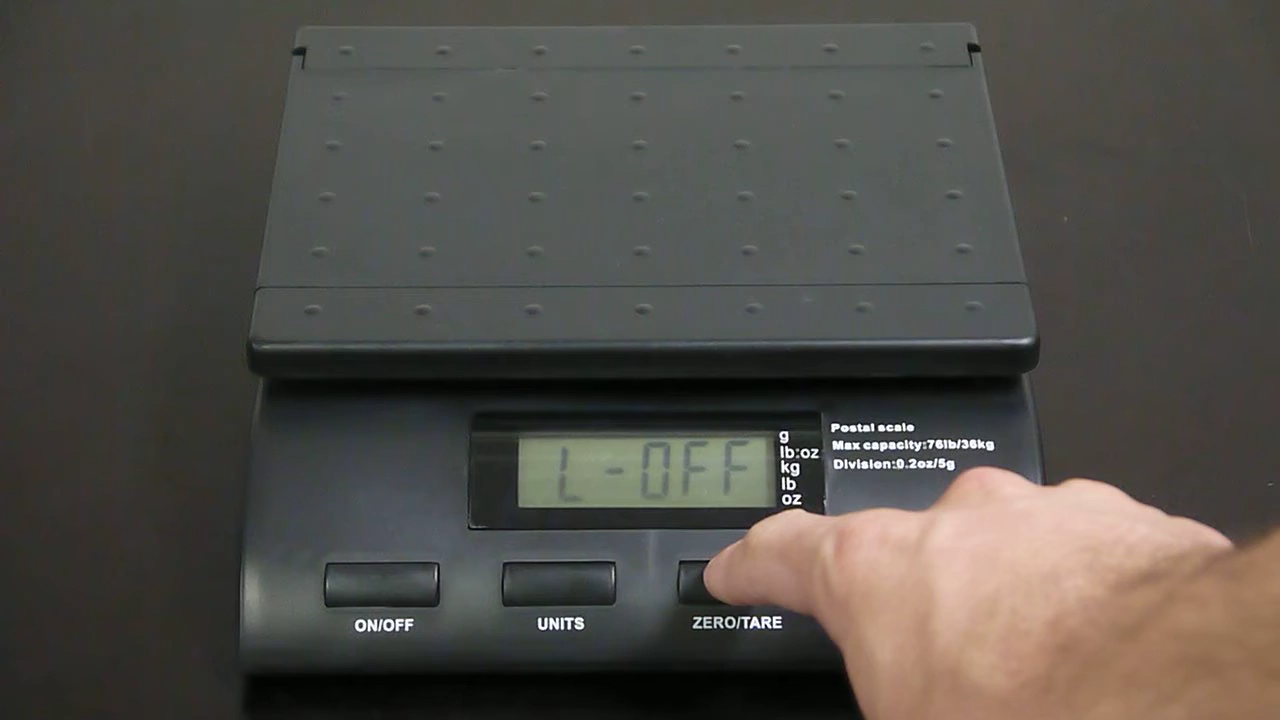 L-OFF
g
lb:oz
kg
lb
oz
Postal scale
Max capacity:76lb/36kg
Division:0.2oz/5g
ON/OFF
UNITS
ZERO/TARE